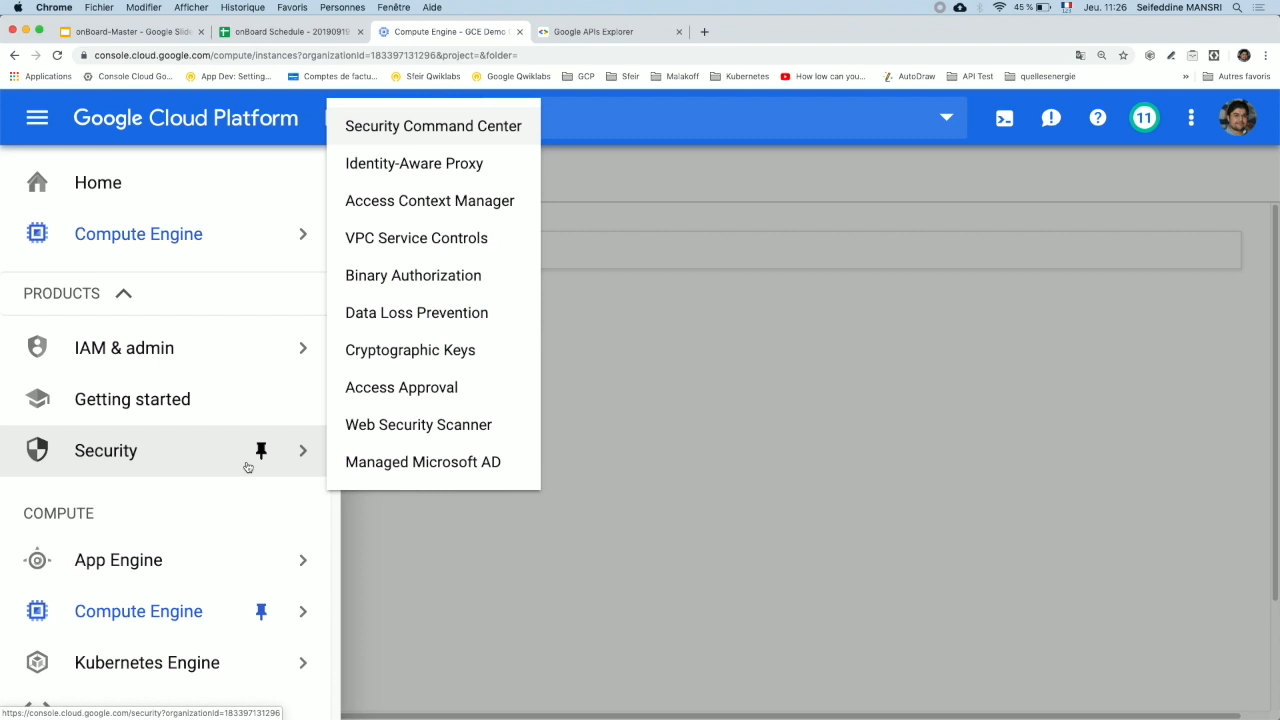 Chrome Fichier Modifier Afficher Historique Favoris Personnes Fenêtre Aide 45 % Jeu. 11:26 Seifeddine MANSRI
onBoard-Master - Google Slide onBoard Schedule - 20190919 Compute Engine - GCE Demo Google APIs Explorer
console.cloud.google.com/compute/instances?organizationId=183397131296&project=&folder=
Applications Console Cloud Go... App Dev: Setting... Comptes de factu... Sfeir Qwiklabs Google Qwiklabs GCP Sfeir Malakoff Kubernetes How low can you... AutoDraw API Test quellesenergie » Autres favoris
Google Cloud Platform
11
Home
Compute Engine
PRODUCTS
IAM & admin
Getting started
Security
COMPUTE
App Engine
Compute Engine
Kubernetes Engine
Security Command Center
Identity-Aware Proxy
Access Context Manager
VPC Service Controls
Binary Authorization
Data Loss Prevention
Cryptographic Keys
Access Approval
Web Security Scanner
Managed Microsoft AD
https://console.cloud.google.com/security?organizationId=183397131296